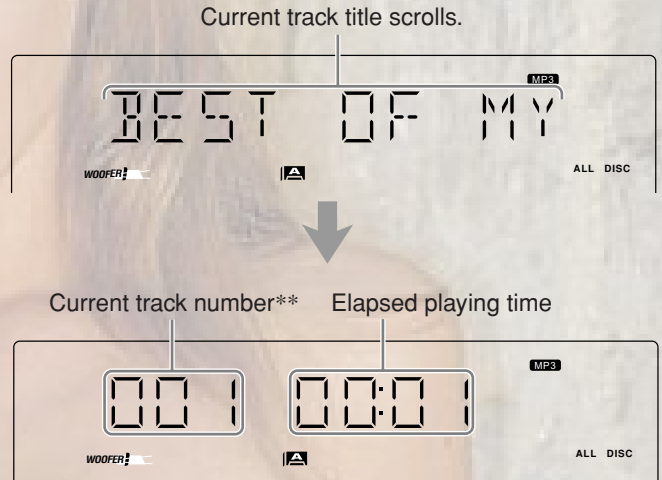 Current track title scrolls.
MP3
BEST OF MY
WOOFER A ALL DISC
Current track number** Elapsed playing time
MP3
001 00:01
WOOFER A ALL DISC